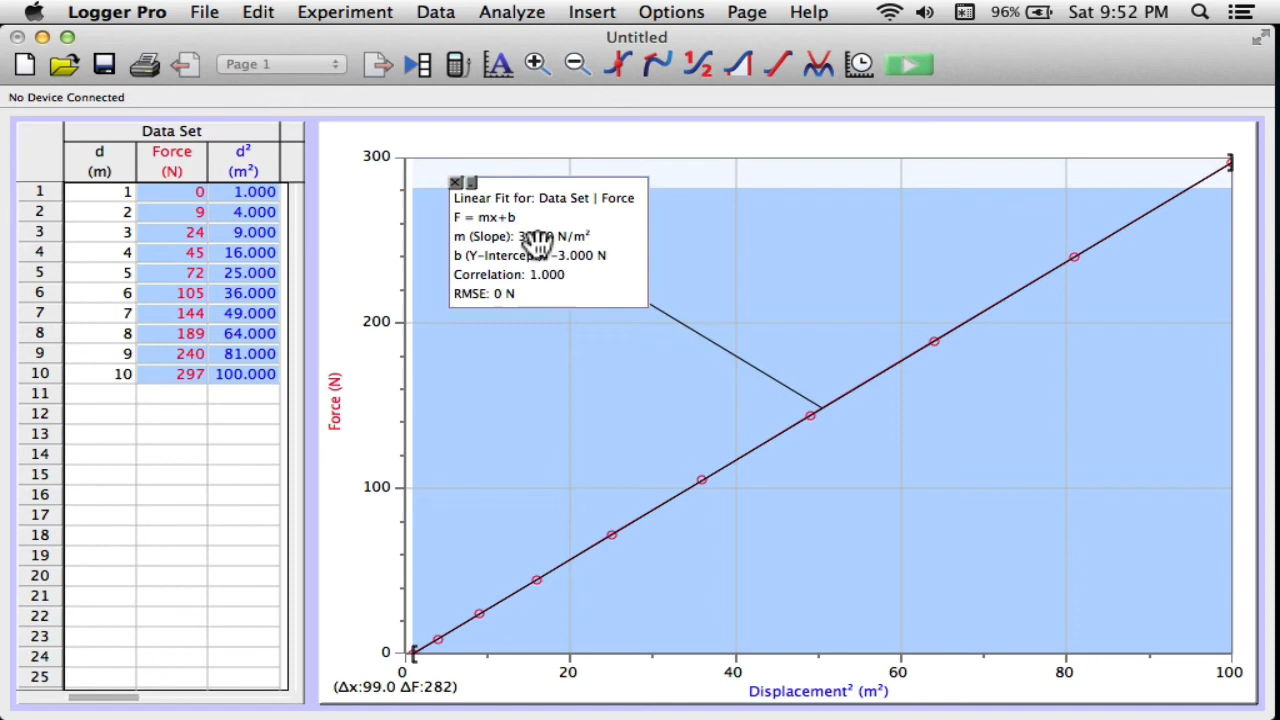 Logger Pro File Edit Experiment Data Analyze Insert Options Page Help 96% Sat 9:52 PM
Untitled
Page 1
No Device Connected
Data Set
d Force d²
(m) (N) (m²)
1 1 0 1.000
2 2 9 4.000
3 3 24 9.000
4 4 45 16.000
5 5 72 25.000
6 6 105 36.000
7 7 144 49.000
8 8 189 64.000
9 9 240 81.000
10 10 297 100.000
11
12
13
14
15
16
17
18
19
20
21
22
23
24
25
Linear Fit for: Data Set | Force
F = mx+b
m (Slope): N/m²
b (Y-Intercep -3.000 N
Correlation: 1.000
RMSE: 0 N
Force (N)
300
200
100
0
0 20 40 60 80 100
(Δx:99.0 ΔF:282)
Displacement² (m²)